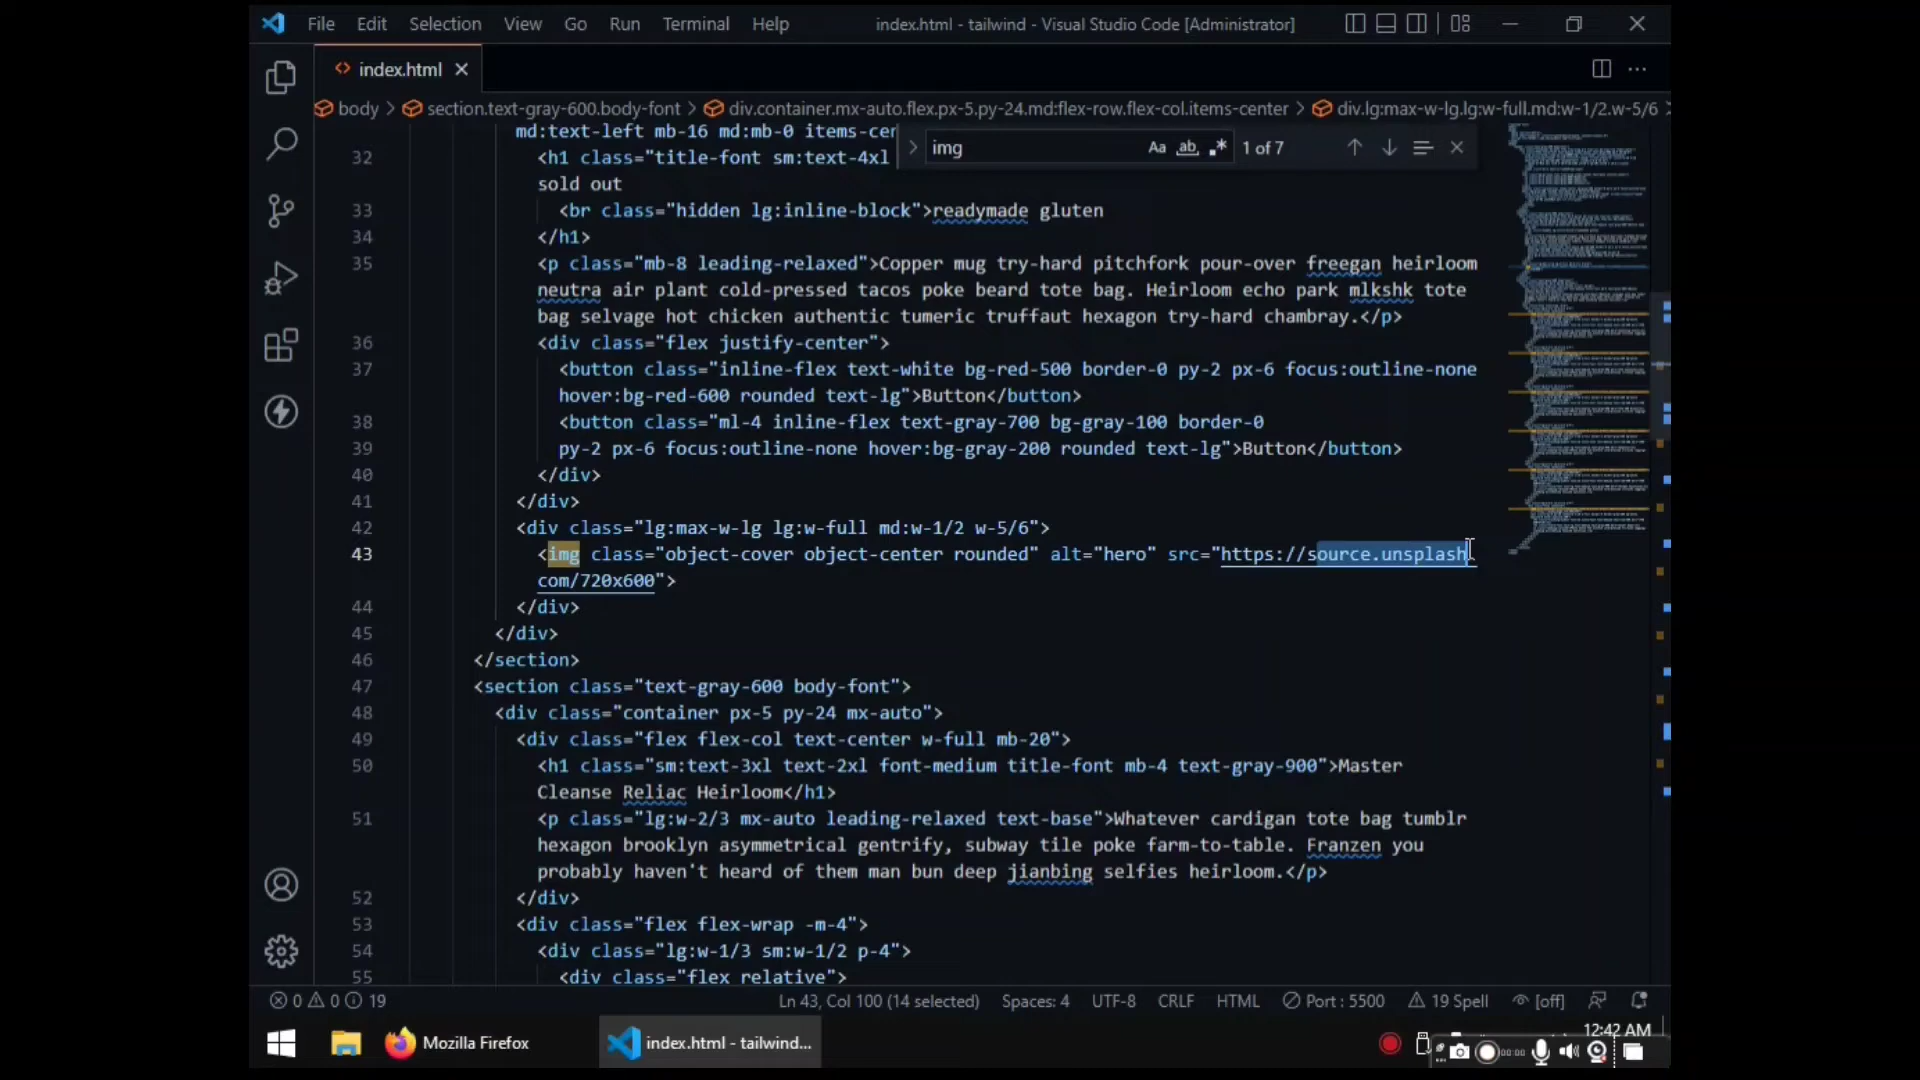 File Edit Selection View Go Run Terminal Help index.html - tailwind - Visual Studio Code [Administrator]
<> index.html
body > section.text-gray-600.body-font > div.container.mx-auto.flex.px-5.py-24.md:flex-row.flex-col.items-center > div.lg:max-w-lg.lg:w-full.md:w-1/2.w-5/6 >
img Aa ab .* 1 of 7
md:text-left mb-16 md:mb-0 items-cen
32 <h1 class="title-font sm:text-4xl
sold out
33 <br class="hidden lg:inline-block">readymade gluten
34 </h1>
35 <p class="mb-8 leading-relaxed">Copper mug try-hard pitchfork pour-over freegan heirloom
neutra air plant cold-pressed tacos poke beard tote bag. Heirloom echo park mlkshk tote
bag selvage hot chicken authentic tumeric truffaut hexagon try-hard chambray.</p>
36 <div class="flex justify-center">
37 <button class="inline-flex text-white bg-red-500 border-0 py-2 px-6 focus:outline-none
hover:bg-red-600 rounded text-lg">Button</button>
38 <button class="ml-4 inline-flex text-gray-700 bg-gray-100 border-0
39 py-2 px-6 focus:outline-none hover:bg-gray-200 rounded text-lg">Button</button>
40 </div>
41 </div>
42 <div class="lg:max-w-lg lg:w-full md:w-1/2 w-5/6">
43 <img class="object-cover object-center rounded" alt="hero" src="https://source.unsplash.
com/720x600">
44 </div>
45 </div>
46 </section>
47 <section class="text-gray-600 body-font">
48 <div class="container px-5 py-24 mx-auto">
49 <div class="flex flex-col text-center w-full mb-20">
50 <h1 class="sm:text-3xl text-2xl font-medium title-font mb-4 text-gray-900">Master
Cleanse Reliac Heirloom</h1>
51 <p class="lg:w-2/3 mx-auto leading-relaxed text-base">Whatever cardigan tote bag tumblr
hexagon brooklyn asymmetrical gentrify, subway tile poke farm-to-table. Franzen you
probably haven't heard of them man bun deep jianbing selfies heirloom.</p>
52 </div>
53 <div class="flex flex-wrap -m-4">
54 <div class="lg:w-1/3 sm:w-1/2 p-4">
55 <div class="flex relative">
0 0 19 Ln 43, Col 100 (14 selected) Spaces: 4 UTF-8 CRLF HTML Port : 5500 19 Spell [off]
Mozilla Firefox index.html - tailwind... 12:42 AM
00:00